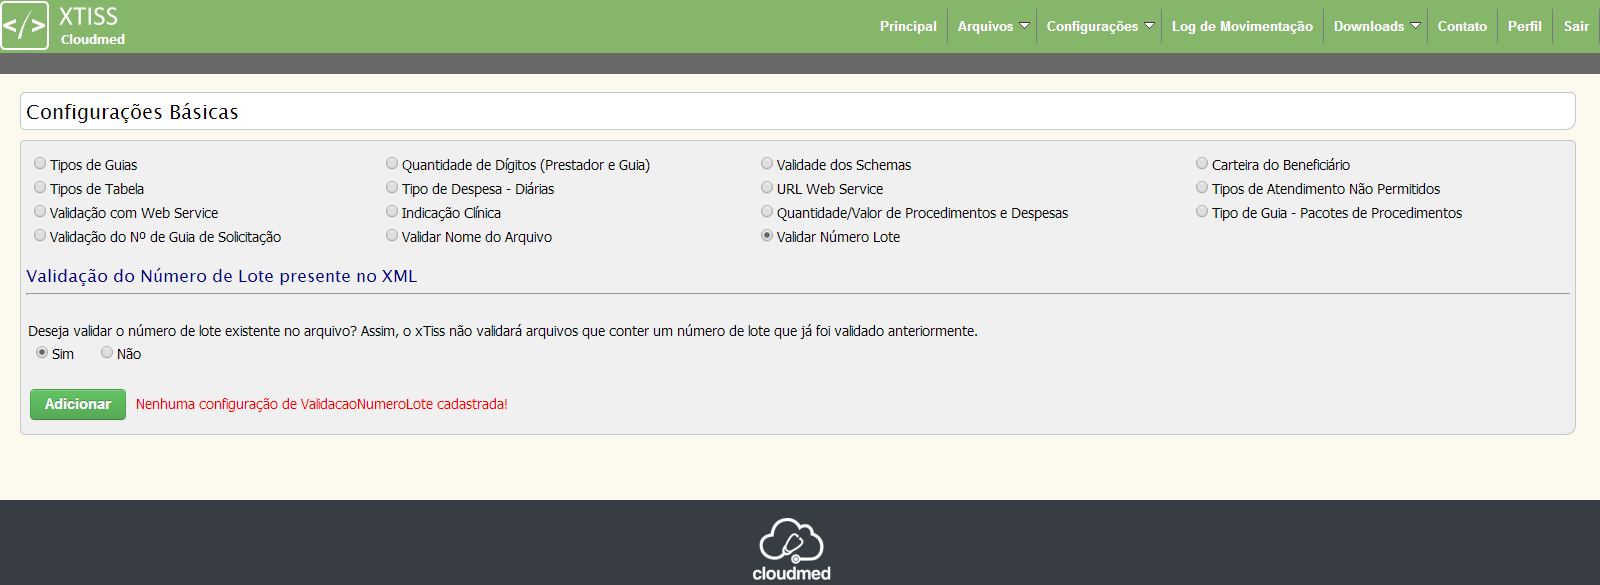 </> XTISS
Cloudmed
Principal Arquivos Configurações Log de Movimentação Downloads Contato Perfil Sair
Configurações Básicas
Tipos de Guias Quantidade de Dígitos (Prestador e Guia) Validade dos Schemas Carteira do Beneficiário
Tipos de Tabela Tipo de Despesa - Diárias URL Web Service Tipos de Atendimento Não Permitidos
Validação com Web Service Indicação Clínica Quantidade/Valor de Procedimentos e Despesas Tipo de Guia - Pacotes de Procedimentos
Validação do Nº de Guia de Solicitação Validar Nome do Arquivo Validar Número Lote
Validação do Número de Lote presente no XML
Deseja validar o número de lote existente no arquivo? Assim, o xTiss não validará arquivos que conter um número de lote que já foi validado anteriormente.
Sim Não
Adicionar Nenhuma configuração de ValidacaoNumeroLote cadastrada!
cloudmed